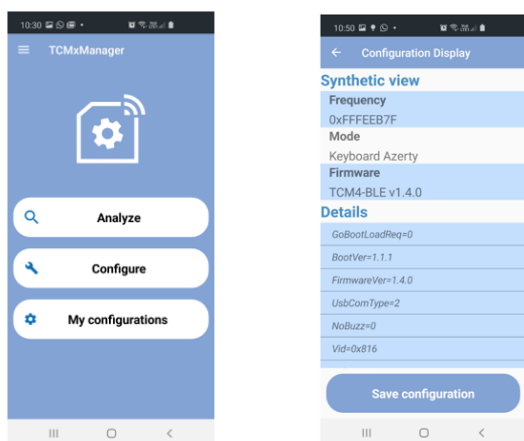 10:30
TCMxManager
Analyze
Configure
My configurations
10:50
Configuration Display
Synthetic view
Frequency
0xFFFEEB7F
Mode
Keyboard Azerty
Firmware
TCM4-BLE v1.4.0
Details
GoBootLoadReq=0
BootVer=1.1.1
FirmwareVer=1.4.0
UsbComType=2
NoBuzz=0
Vid=0x816
Save configuration